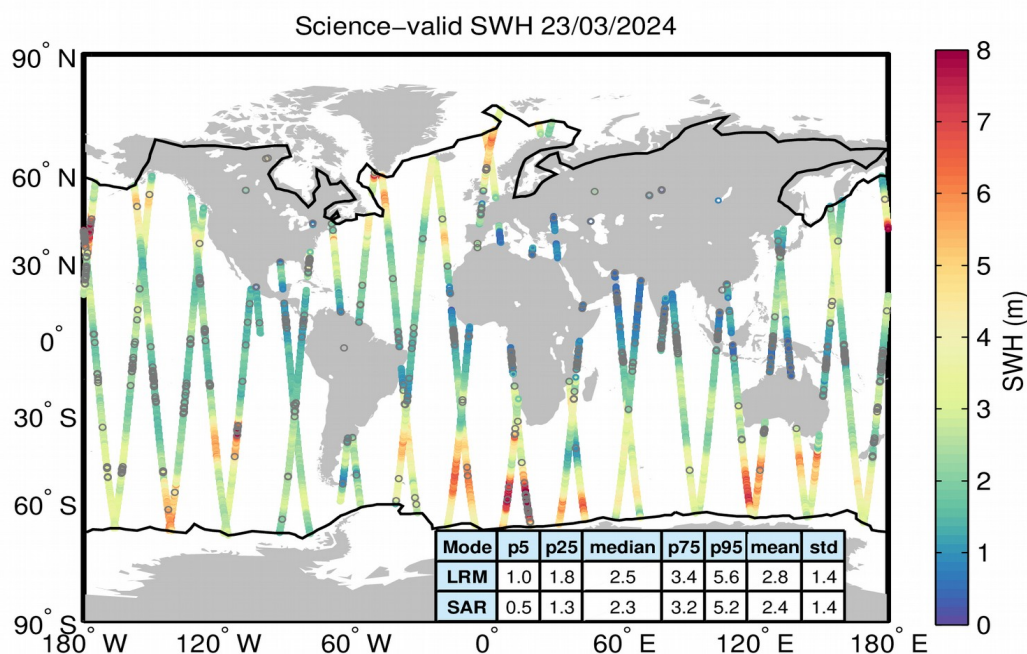 Science−valid SWH 23/03/2024
90° N
60° N
30° N
0°
30° S
60° S
90° S
180° W
120° W
60° W
0°
60° E
120° E
180° E
8
7
6
5
4
3
2
1
0
SWH (m)
Mode p5 p25 median p75 p95 mean std
LRM 1.0 1.8 2.5 3.4 5.6 2.8 1.4
SAR 0.5 1.3 2.3 3.2 5.2 2.4 1.4